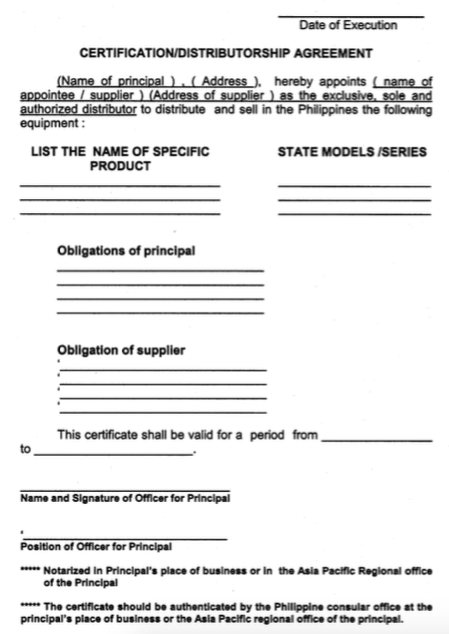 Date of Execution
CERTIFICATION/DISTRIBUTORSHIP AGREEMENT
(Name of principal ) , ( Address ), hereby appoints ( name of
appointee / supplier ) (Address of supplier ) as the exclusive, sole and
authorized distributor to distribute and sell in the Philippines the following
equipment :
LIST THE NAME OF SPECIFIC
PRODUCT
STATE MODELS /SERIES
Obligations of principal
Obligation of supplier
This certificate shall be valid for a period from ______________
to ____________________.
Name and Signature of Officer for Principal
Position of Officer for Principal
***** Notarized in Principal's place of business or in the Asia Pacific Regional office
of the Principal
***** The certificate should be authenticated by the Philippine consular office at the
principal's place of business or the Asia Pacific regional office of the principal.